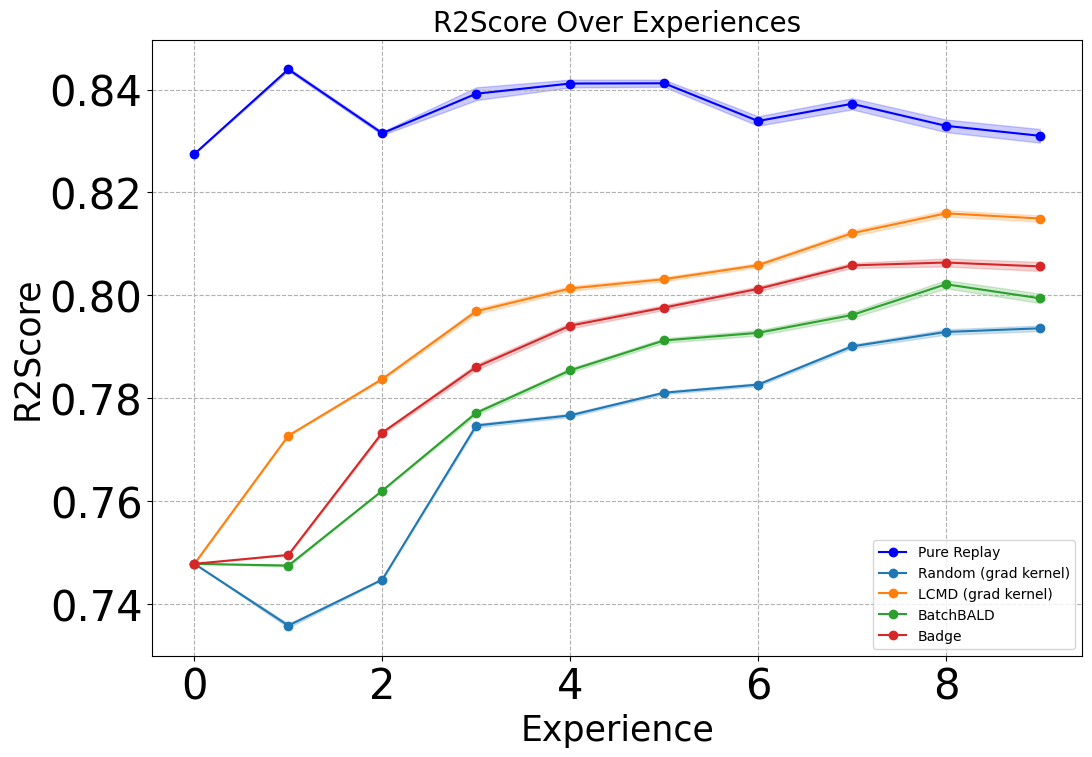 R2Score Over Experiences
R2Score
0.84
0.82
0.80
0.78
0.76
0.74
0
2
4
6
8
Experience
Pure Replay
Random (grad kernel)
LCMD (grad kernel)
BatchBALD
Badge